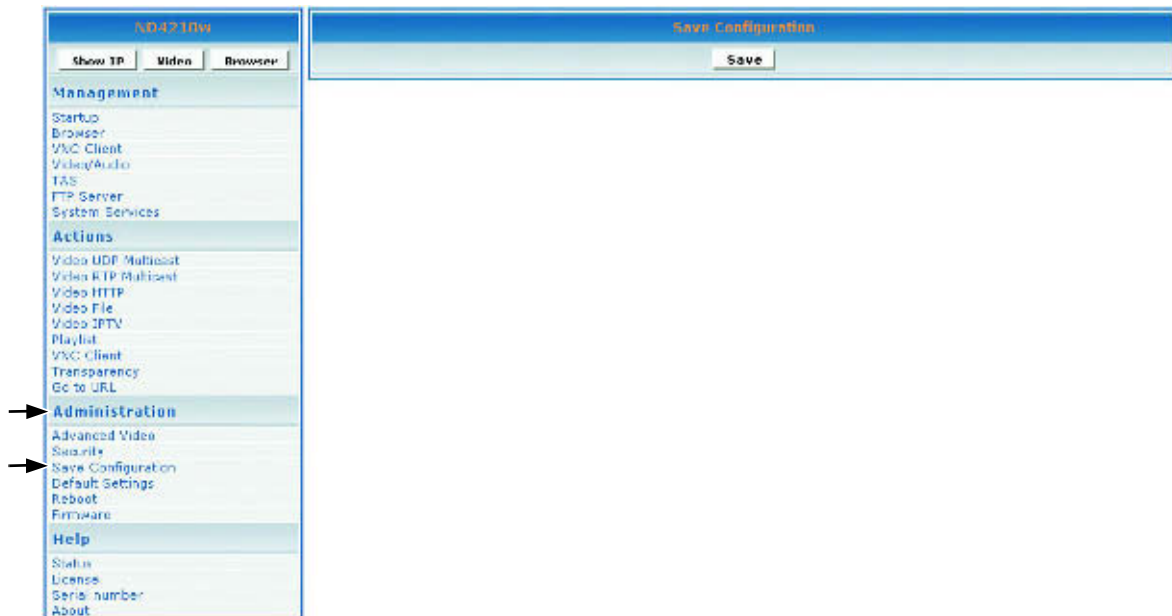 ND4210w
Show IP Video Browser
Management
Startup
Browser
VNC Client
Video/Audio
TAS
FTP Server
System Services
Actions
Video UDP Multicast
Video RTP Multicast
Video HTTP
Video File
Video IPTV
Playlist
VNC Client
Transparency
Go to URL
Administration
Advanced Video
Security
Save Configuration
Default Settings
Reboot
Firmware
Help
Status
License
Serial number
About
Save Configuration
Save